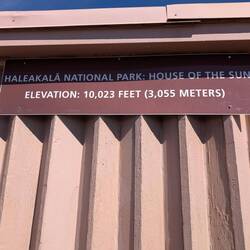 HALEAKALĀ NATIONAL PARK: HOUSE OF THE SUN
ELEVATION: 10,023 FEET (3,055 METERS)